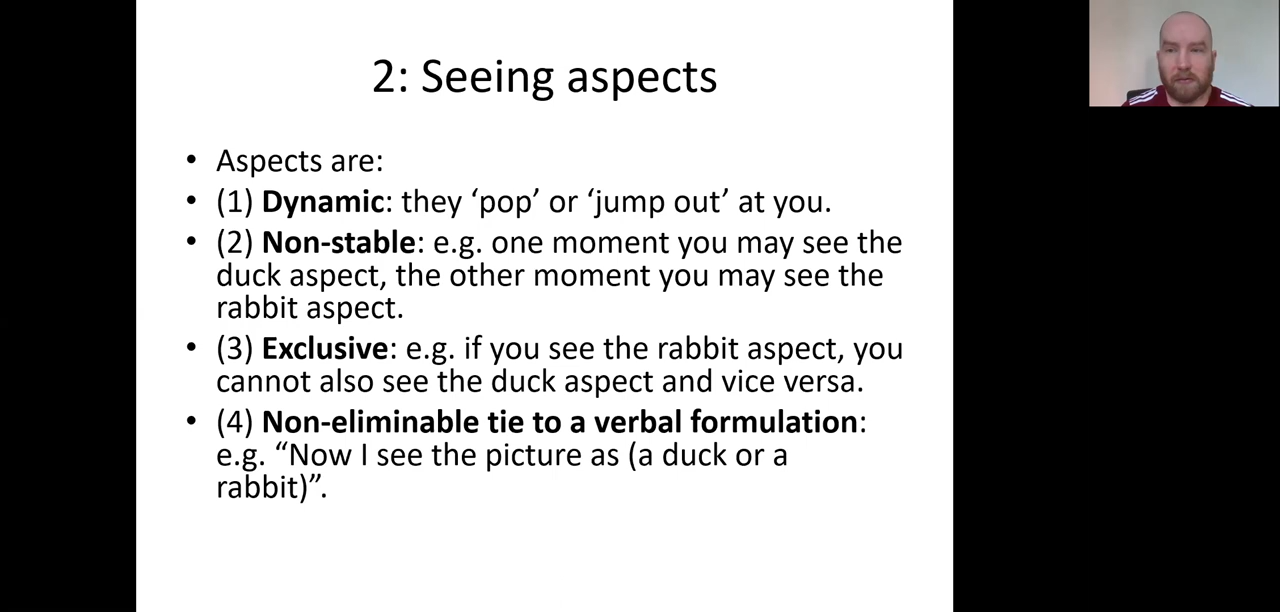 2: Seeing aspects
• Aspects are:
• (1) Dynamic: they ‘pop’ or ‘jump out’ at you.
• (2) Non-stable: e.g. one moment you may see the
duck aspect, the other moment you may see the
rabbit aspect.
• (3) Exclusive: e.g. if you see the rabbit aspect, you
cannot also see the duck aspect and vice versa.
• (4) Non-eliminable tie to a verbal formulation:
e.g. “Now I see the picture as (a duck or a
rabbit)”.